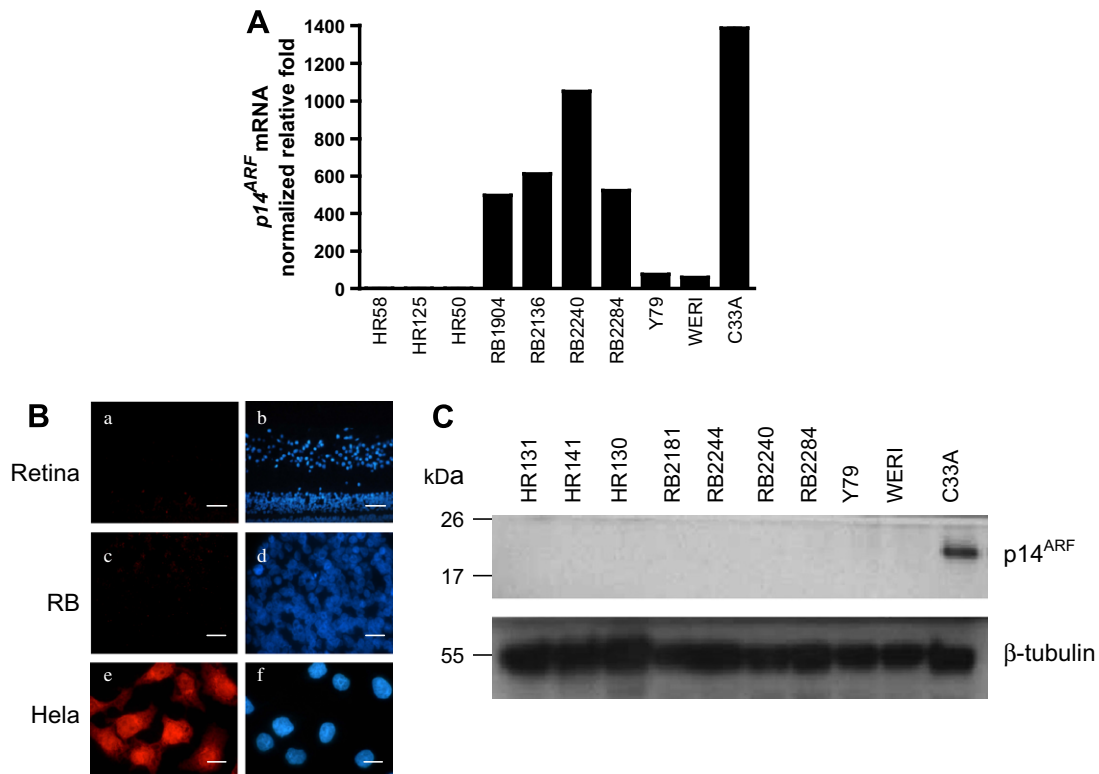 A
p14ARF mRNA
normalized relative fold
1400
1200
1000
800
600
400
200
0
HR58
HR125
HR50
RB1904
RB2136
RB2240
RB2284
Y79
WERI
C33A
B
a
b
Retina
c
d
RB
e
f
Hela
C
kDa
HR131
HR141
HR130
RB2181
RB2244
RB2240
RB2284
Y79
WERI
C33A
26
17
p14ARF
55
β-tubulin